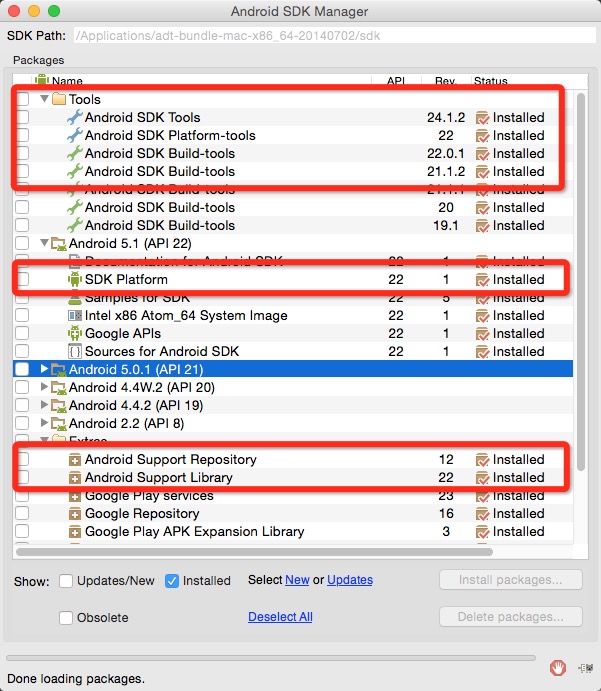 Android SDK Manager
SDK Path: /Applications/adt-bundle-mac-x86_64-20140702/sdk
Packages
Name API Rev. Status
Tools
Android SDK Tools 24.1.2 Installed
Android SDK Platform-tools 22 Installed
Android SDK Build-tools 22.0.1 Installed
Android SDK Build-tools 21.1.2 Installed
Android SDK Build-tools 21.1.1 Installed
Android SDK Build-tools 20 Installed
Android SDK Build-tools 19.1 Installed
Android 5.1 (API 22)
Documentation for Android SDK 22 1 Installed
SDK Platform 22 1 Installed
Samples for SDK 22 5 Installed
Intel x86 Atom_64 System Image 22 1 Installed
Google APIs 22 1 Installed
Sources for Android SDK 22 1 Installed
Android 5.0.1 (API 21)
Android 4.4W.2 (API 20)
Android 4.4.2 (API 19)
Android 2.2 (API 8)
Extras
Android Support Repository 12 Installed
Android Support Library 22 Installed
Google Play services 23 Installed
Google Repository 16 Installed
Google Play APK Expansion Library 3 Installed
Show: Updates/New Installed Select New or Updates Install packages...
Obsolete Deselect All Delete packages...
Done loading packages.